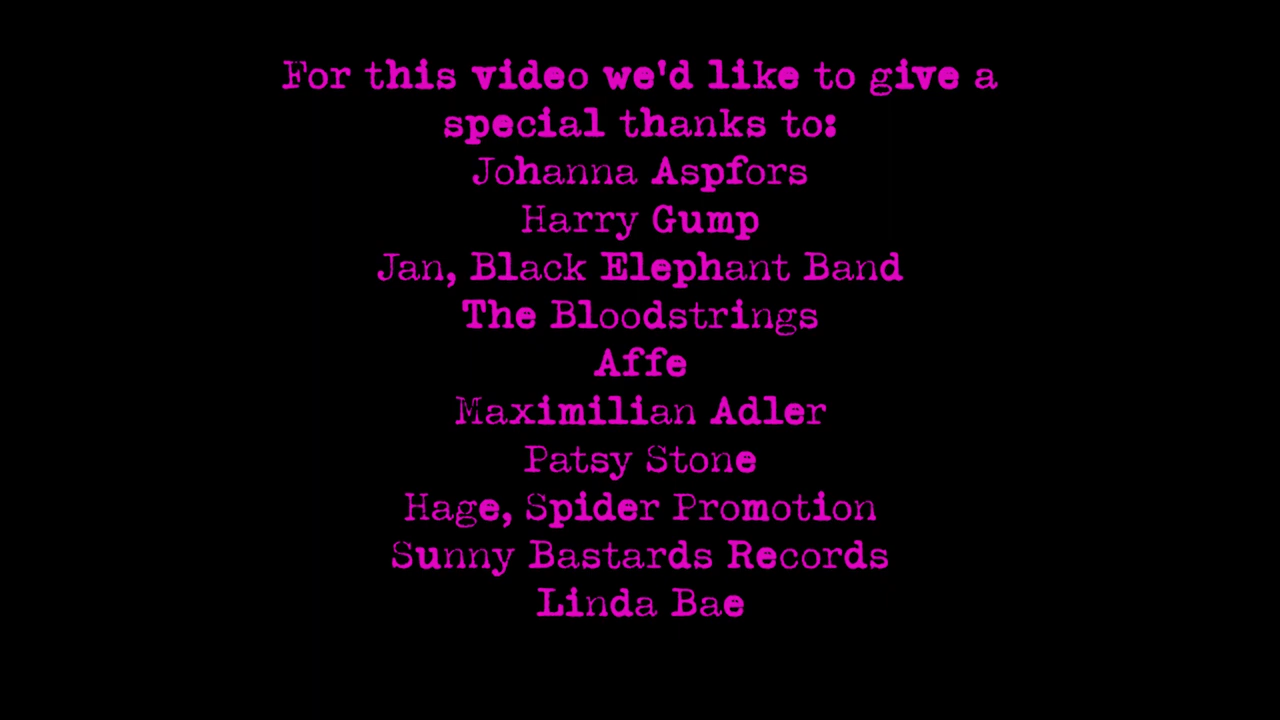 For this video we'd like to give a
special thanks to:
Johanna Aspfors
Harry Gump
Jan, Black Elephant Band
The Bloodstrings
Affe
Maximilian Adler
Patsy Stone
Hage, Spider Promotion
Sunny Bastards Records
Linda Bae